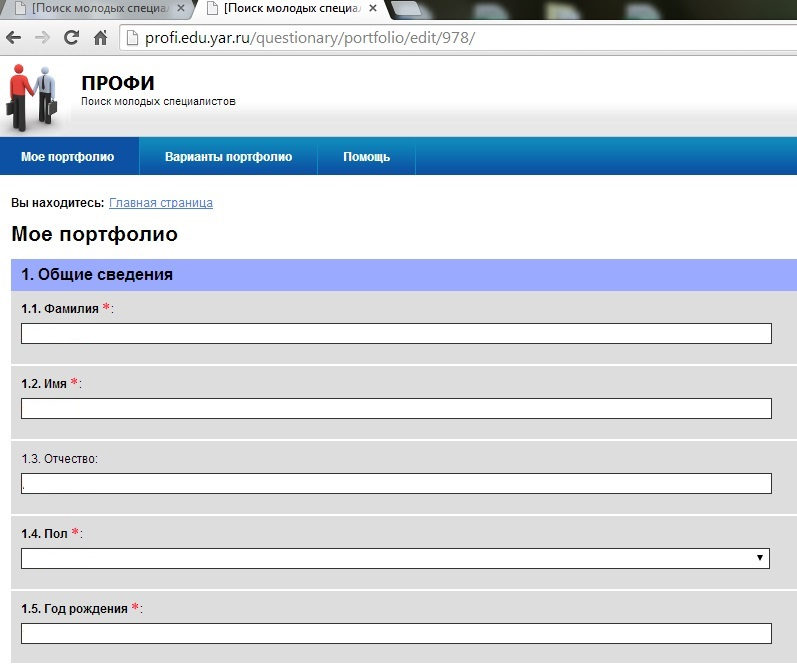 [Поиск молодых специа
[Поиск молодых специа
profi.edu.yar.ru/questionary/portfolio/edit/978/
ПРОФИ
Поиск молодых специалистов
Мое портфолио Варианты портфолио Помощь
Вы находитесь: Главная страница
Мое портфолио
1. Общие сведения
1.1. Фамилия *:
1.2. Имя *:
1.3. Отчество:
.
1.4. Пол *:
1.5. Год рождения *: